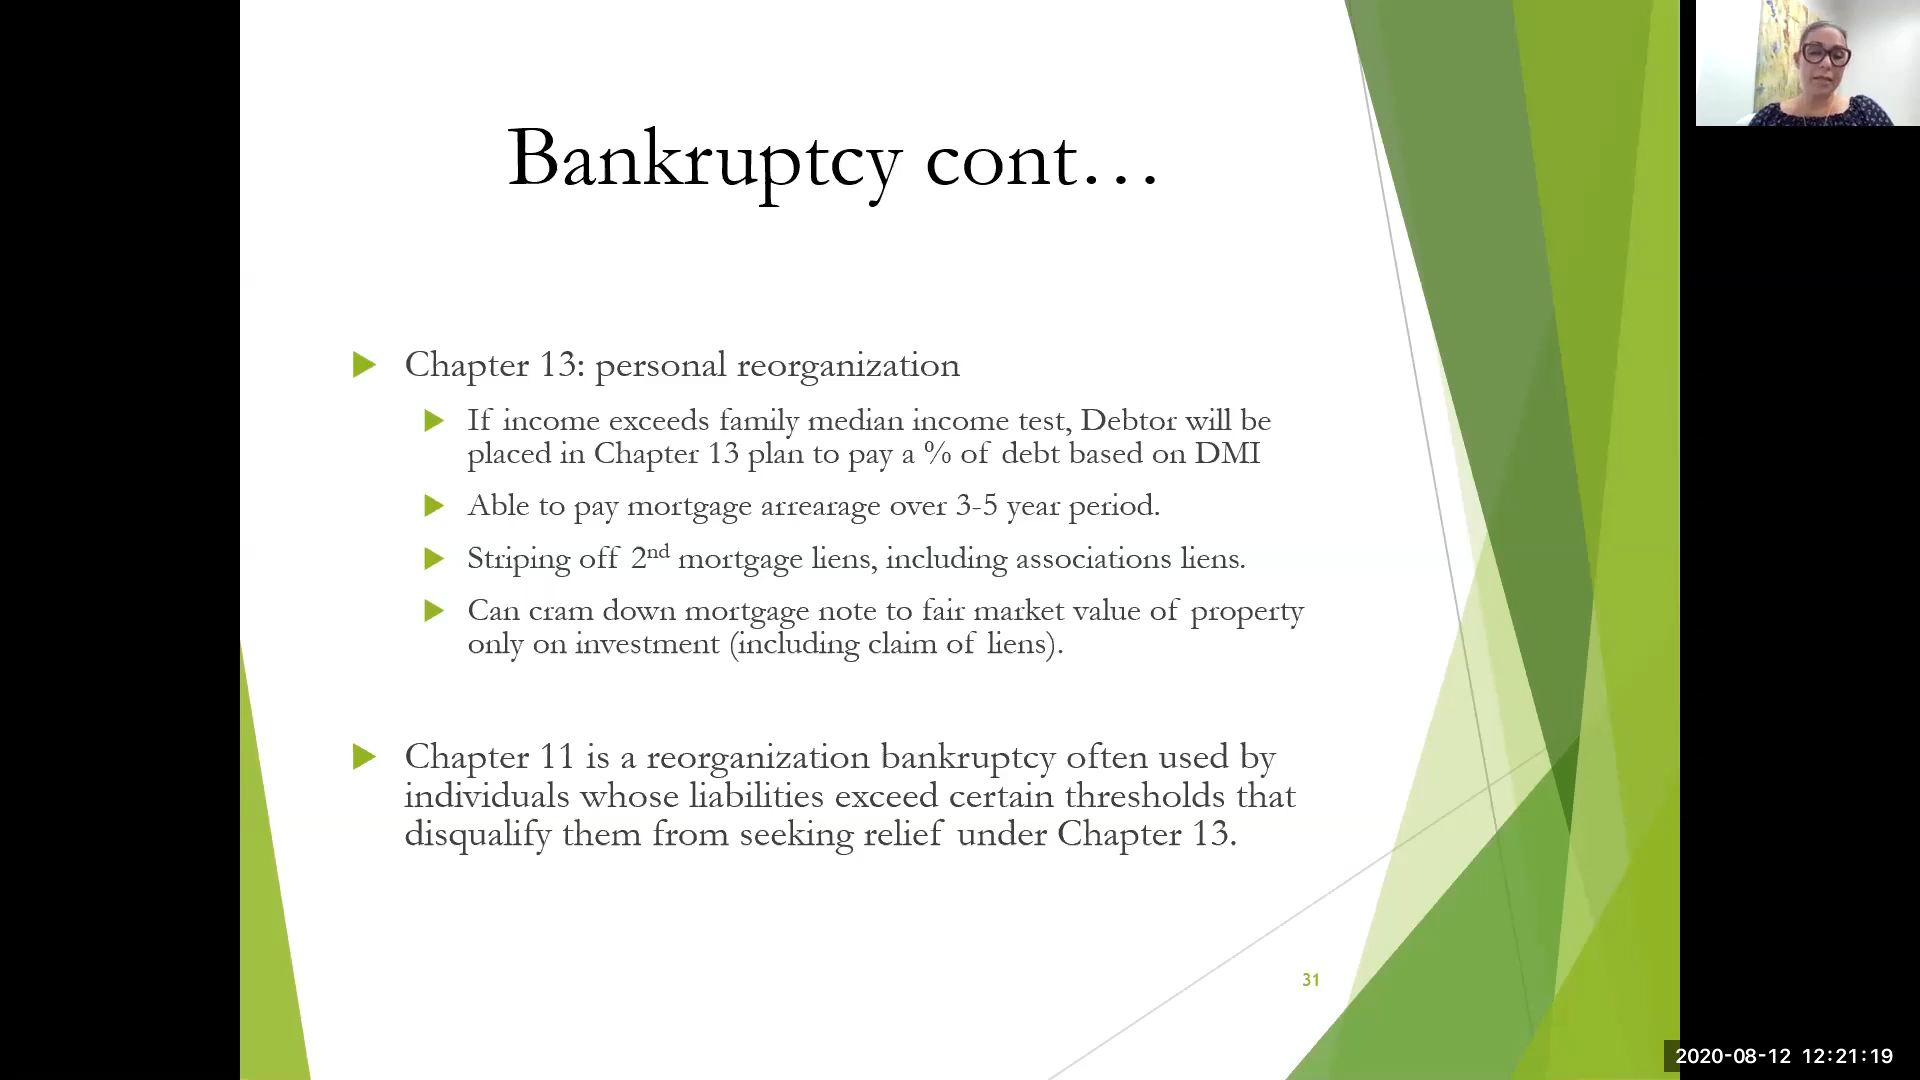 Bankruptcy cont…
Chapter 13: personal reorganization
If income exceeds family median income test, Debtor will be
placed in Chapter 13 plan to pay a % of debt based on DMI
Able to pay mortgage arrearage over 3-5 year period.
Striping off 2nd mortgage liens, including associations liens.
Can cram down mortgage note to fair market value of property
only on investment (including claim of liens).
Chapter 11 is a reorganization bankruptcy often used by
individuals whose liabilities exceed certain thresholds that
disqualify them from seeking relief under Chapter 13.
31
2020-08-12 12:21:19